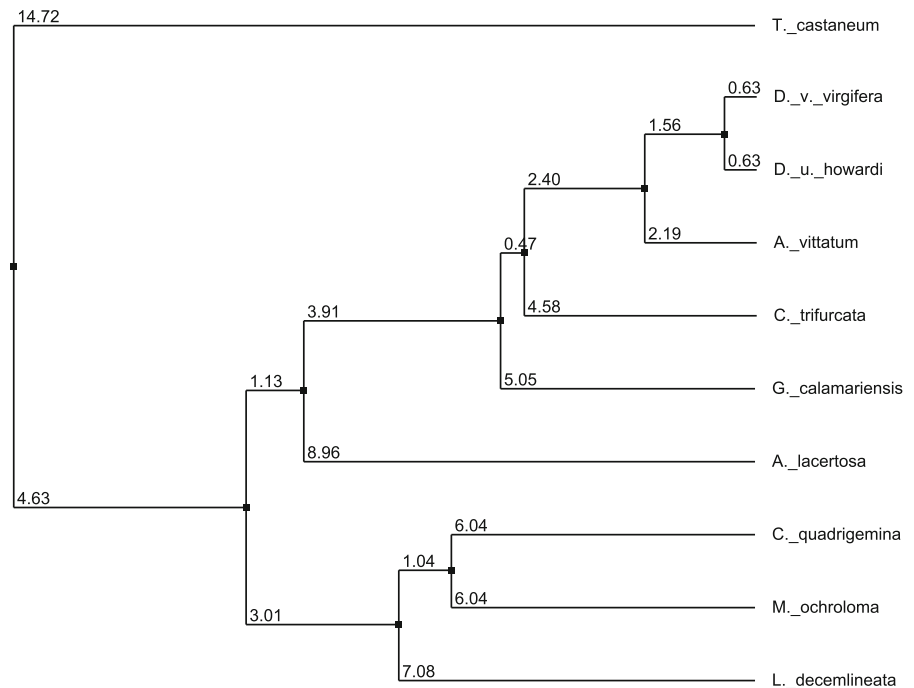 14.72 T._castaneum
0.63 D._v._virgifera
1.56
0.63 D._u._howardi
2.40
2.19 A._vittatum
0.47
4.58 C._trifurcata
3.91
5.05 G._calamariensis
1.13
8.96 A._lacertosa
4.63
6.04 C._quadrigemina
1.04
6.04 M._ochroloma
3.01
7.08 L._decemlineata